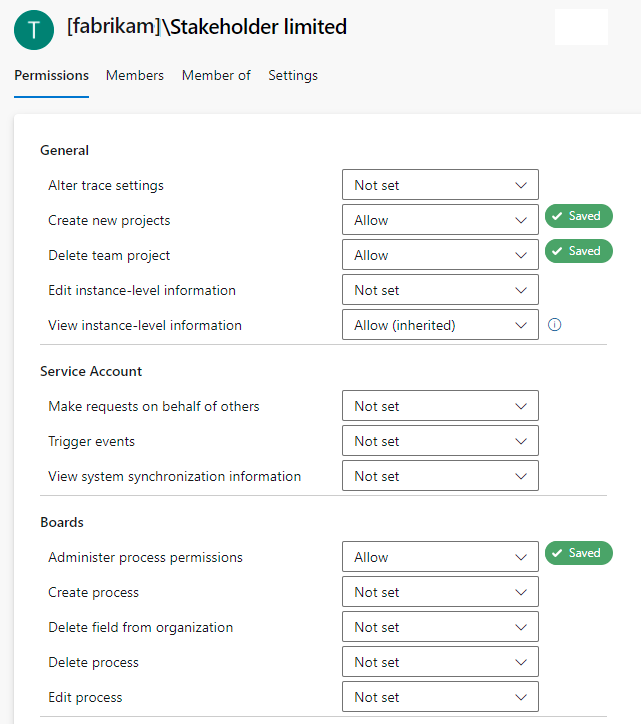 T [fabrikam]\Stakeholder limited
Permissions Members Member of Settings
General
Alter trace settings Not set
Create new projects Allow Saved
Delete team project Allow Saved
Edit instance-level information Not set
View instance-level information Allow (inherited)
Service Account
Make requests on behalf of others Not set
Trigger events Not set
View system synchronization information Not set
Boards
Administer process permissions Allow Saved
Create process Not set
Delete field from organization Not set
Delete process Not set
Edit process Not set